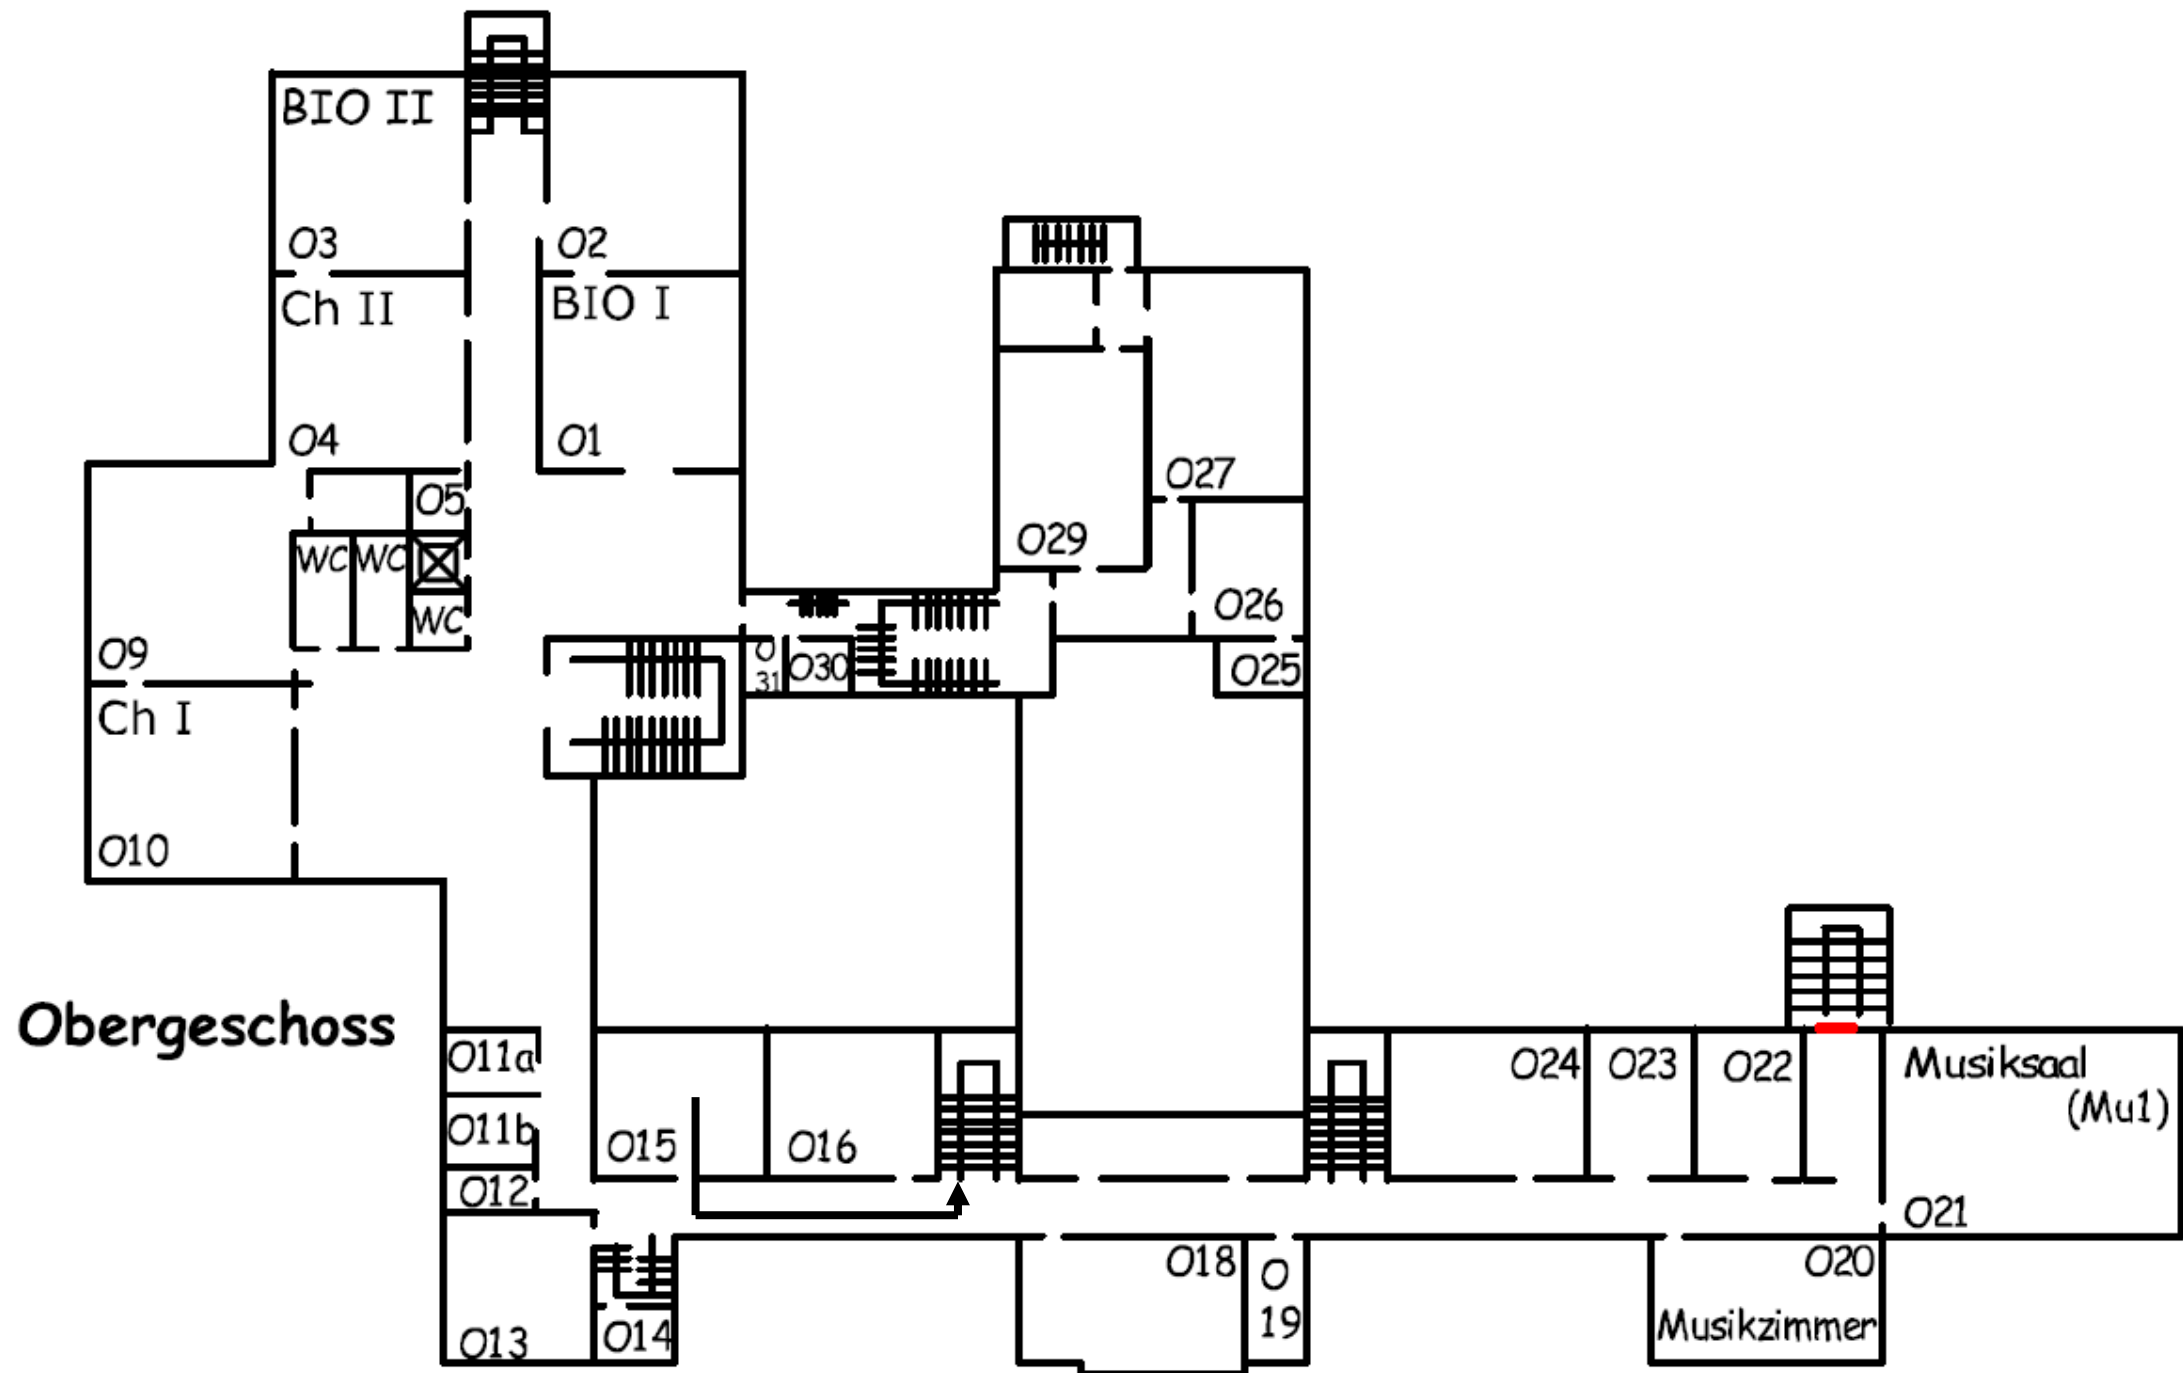 BIO II
O3
O2
Ch II
BIO I
O4
O1
O5
WC
WC
WC
O9
Ch I
O10
O27
O29
O26
O25
O
31
O30
Obergeschoss
O11a
O11b
O12
O13
O14
O15
O16
O18
O
19
O24
O23
O22
Musiksaal
(Mu1)
O21
O20
Musikzimmer